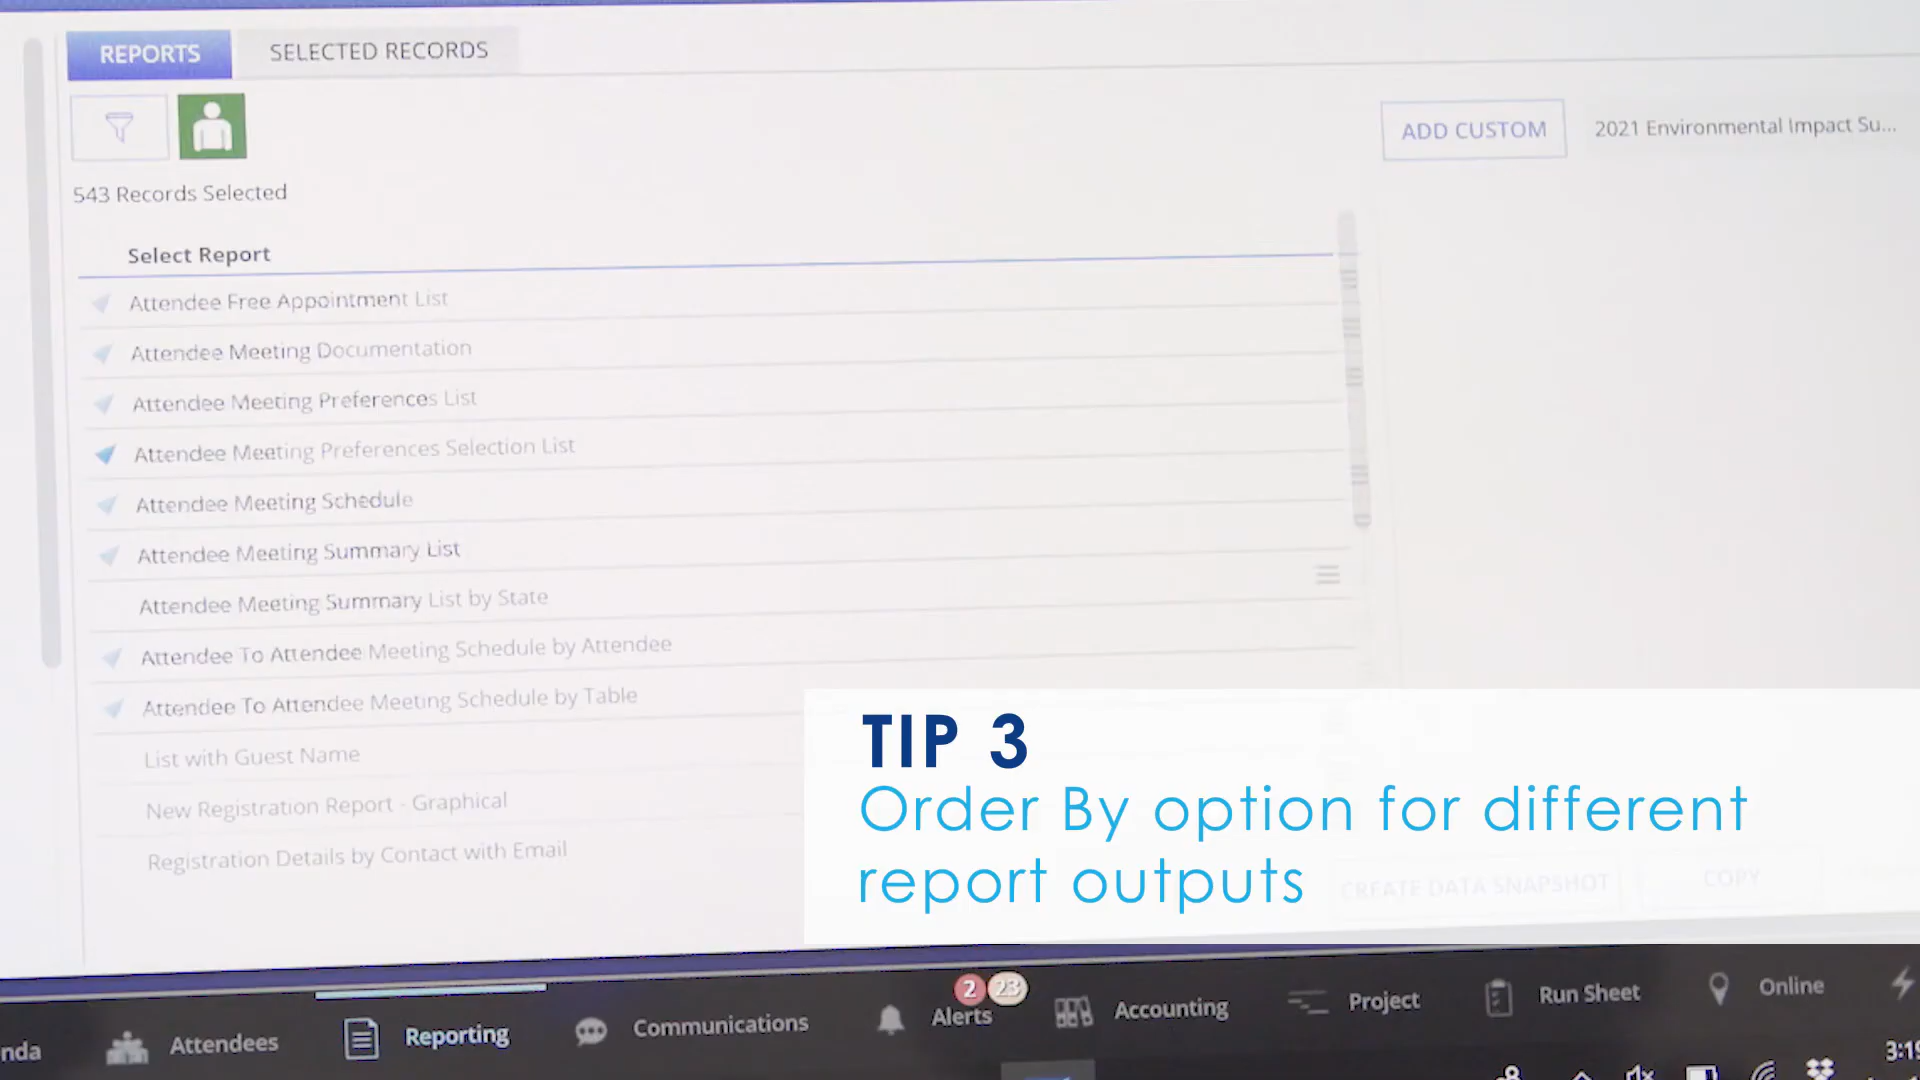 REPORTS
SELECTED RECORDS
ADD CUSTOM
2021 Environmental Impact Su...
543 Records Selected
Select Report
Attendee Free Appointment List
Attendee Meeting Documentation
Attendee Meeting Preferences List
Attendee Meeting Preferences Selection List
Attendee Meeting Schedule
Attendee Meeting Summary List
Attendee Meeting Summary List by State
Attendee To Attendee Meeting Schedule by Attendee
Attendee To Attendee Meeting Schedule by Table
List with Guest Name
New Registration Report - Graphical
Registration Details by Contact with Email
TIP 3
Order By option for different
report outputs
CREATE DATA SNAPSHOT
COPY
nda
Attendees
Reporting
Communications
2
23
Alerts
Accounting
Project
Run Sheet
Online
3:19